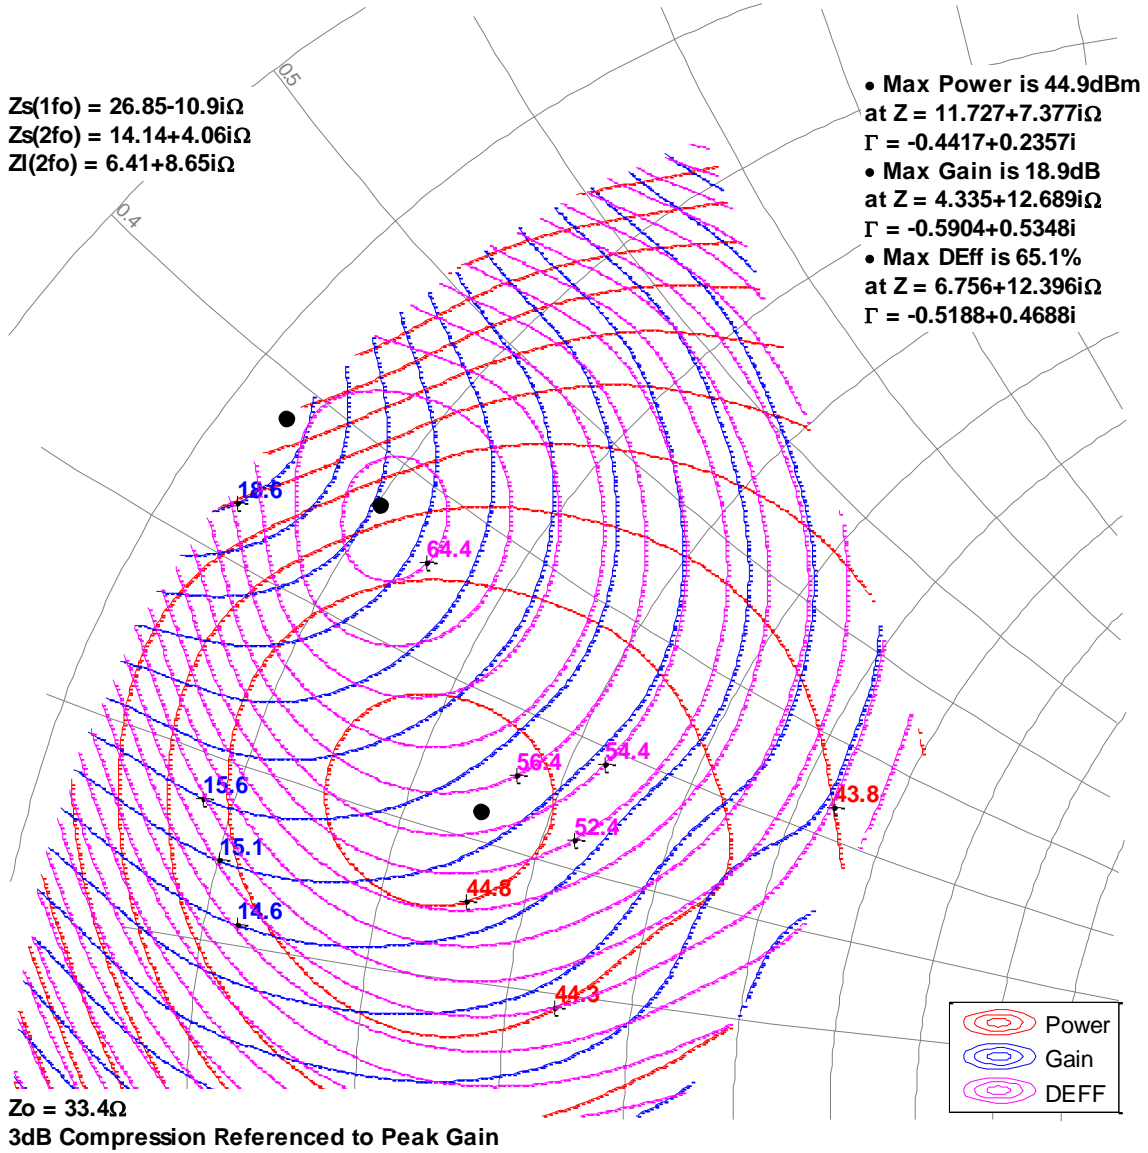 0.5
Zs(1fo) = 26.85-10.9iΩ
Zs(2fo) = 14.14+4.06iΩ
Zl(2fo) = 6.41+8.65iΩ
0.4
• Max Power is 44.9dBm
at Z = 11.727+7.377iΩ
Γ = -0.4417+0.2357i
• Max Gain is 18.9dB
at Z = 4.335+12.689iΩ
Γ = -0.5904+0.5348i
• Max DEff is 65.1%
at Z = 6.756+12.396iΩ
Γ = -0.5188+0.4688i
18.6
64.4
56.4
54.4
15.6
43.8
52.4
15.1
44.8
14.6
44.3
Power
Gain
DEFF
Zo = 33.4Ω
3dB Compression Referenced to Peak Gain